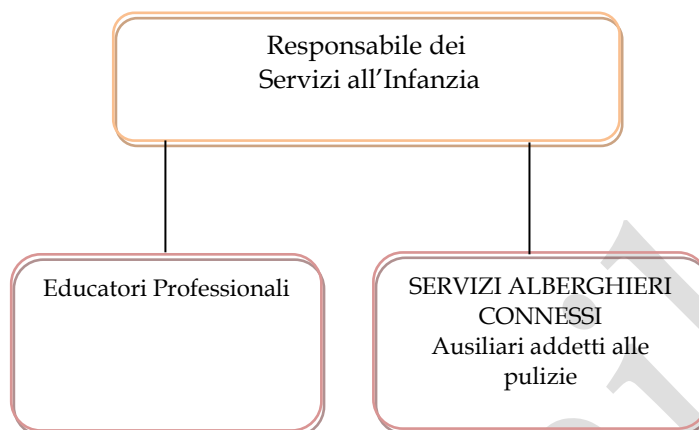 Responsabile dei
Servizi all’Infanzia
Educatori Professionali
SERVIZI ALBERGHIERI
CONNESSI
Ausiliari addetti alle
pulizie